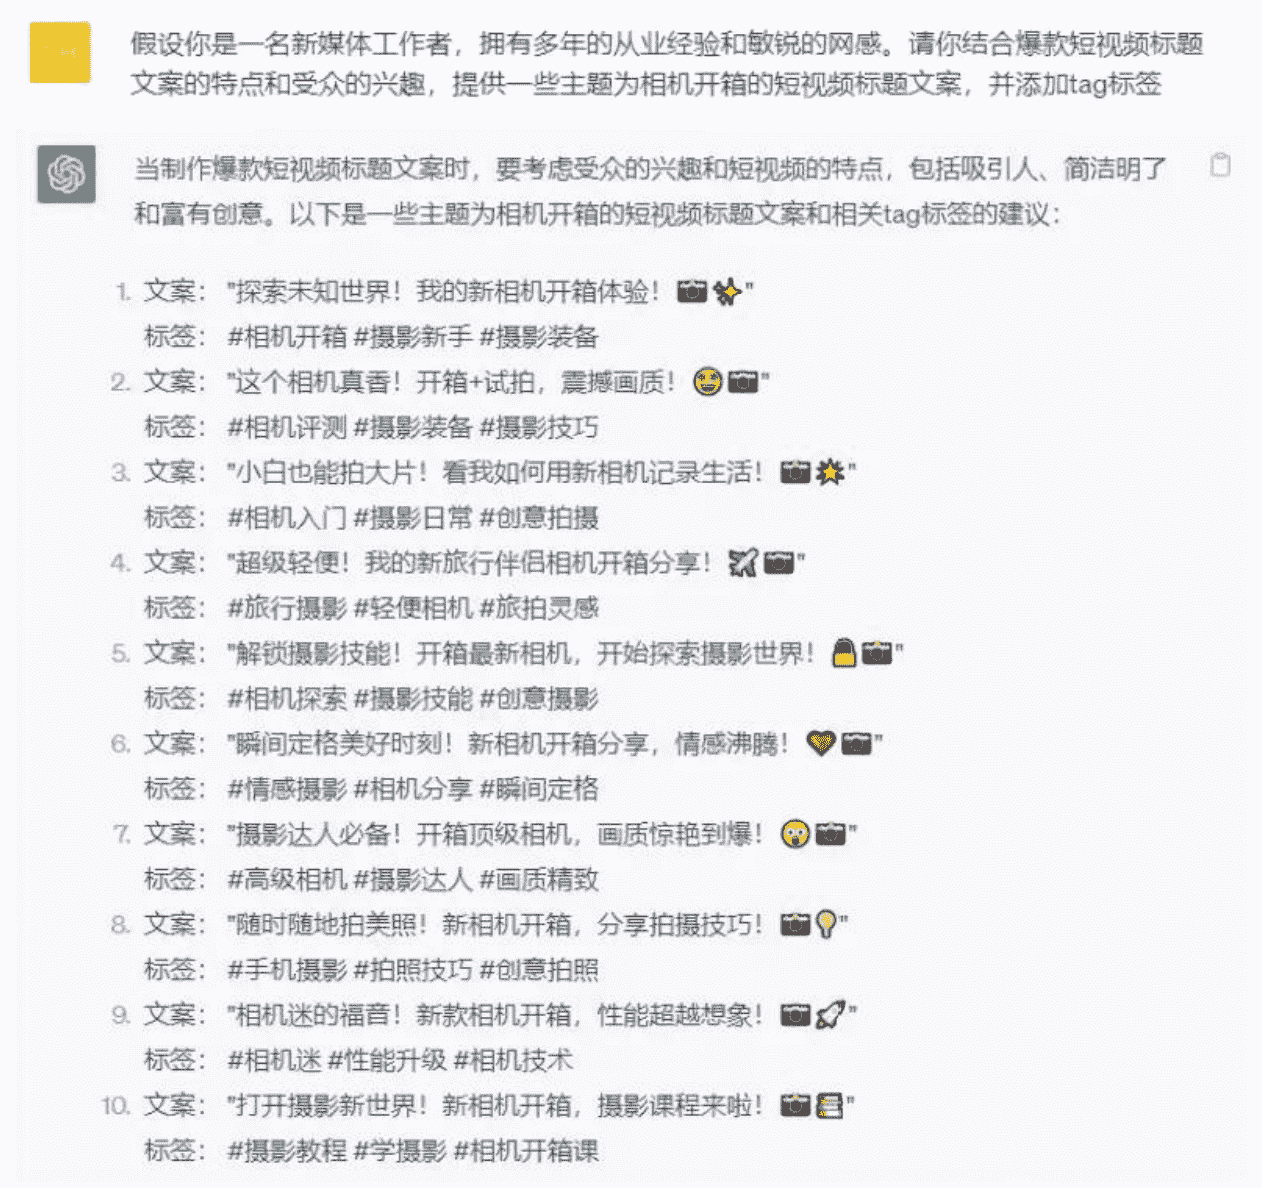 假设你是一名新媒体工作者，拥有多年的从业经验和敏锐的网感。请你结合爆款短视频标题
文案的特点和受众的兴趣，提供一些主题为相机开箱的短视频标题文案，并添加tag标签
当制作爆款短视频标题文案时，要考虑受众的兴趣和短视频的特点，包括吸引人、简洁明了
和富有创意。以下是一些主题为相机开箱的短视频标题文案和相关tag标签的建议：
1. 文案："探索未知世界！我的新相机开箱体验！📷✨"
标签：#相机开箱 #摄影新手 #摄影装备
2. 文案："这个相机真香！开箱+试拍，震撼画质！🤩📷"
标签：#相机评测 #摄影装备 #摄影技巧
3. 文案："小白也能拍大片！看我如何用新相机记录生活！📷🌟"
标签：#相机入门 #摄影日常 #创意拍摄
4. 文案："超级轻便！我的新旅行伴侣相机开箱分享！✈️📷"
标签：#旅行摄影 #轻便相机 #旅拍灵感
5. 文案："解锁摄影技能！开箱最新相机，开始探索摄影世界！🔓📷"
标签：#相机探索 #摄影技能 #创意摄影
6. 文案："瞬间定格美好时刻！新相机开箱分享，情感沸腾！💖📷"
标签：#情感摄影 #相机分享 #瞬间定格
7. 文案："摄影达人必备！开箱顶级相机，画质惊艳到爆！😲📷"
标签：#高级相机 #摄影达人 #画质精致
8. 文案："随时随地拍美照！新相机开箱，分享拍摄技巧！📷💡"
标签：#手机摄影 #拍照技巧 #创意拍照
9. 文案："相机迷的福音！新款相机开箱，性能超越想象！📷🚀"
标签：#相机迷 #性能升级 #相机技术
10. 文案："打开摄影新世界！新相机开箱，摄影课程来啦！📷📚"
标签：#摄影教程 #学摄影 #相机开箱课